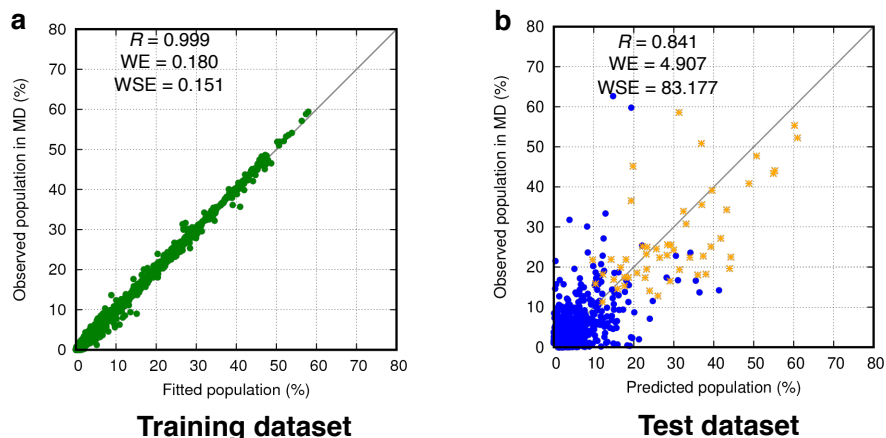 a
R = 0.999
WE = 0.180
WSE = 0.151
80
70
60
50
40
30
20
10
0
Observed population in MD (%)
0 10 20 30 40 50 60 70 80
Fitted population (%)
Training dataset
b
R = 0.841
WE = 4.907
WSE = 83.177
80
70
60
50
40
30
20
10
0
Observed population in MD (%)
0 10 20 30 40 50 60 70 80
Predicted population (%)
Test dataset